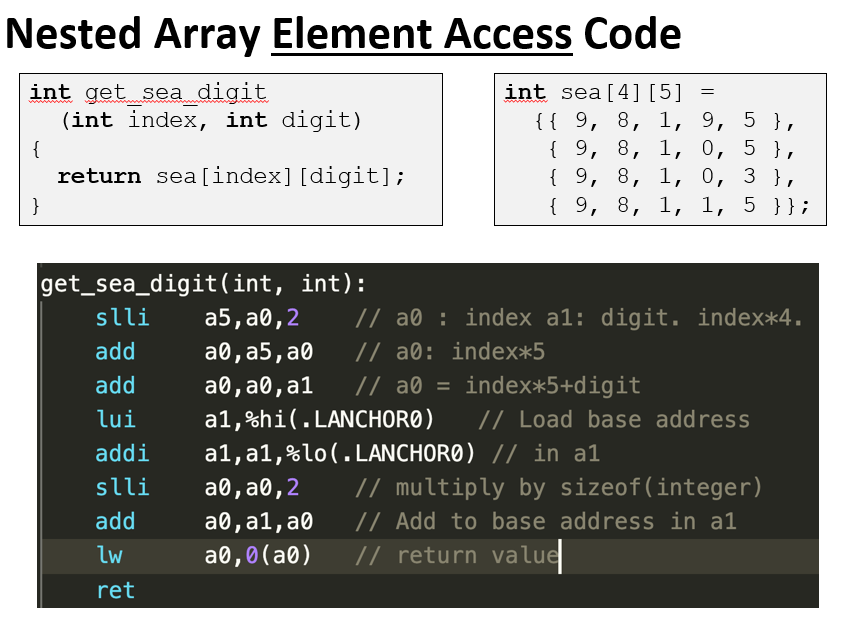 Nested Array Element Access Code
int get_sea_digit
(int index, int digit)
{
return sea[index][digit];
}
int sea[4][5] =
{{ 9, 8, 1, 9, 5 },
{ 9, 8, 1, 0, 5 },
{ 9, 8, 1, 0, 3 },
{ 9, 8, 1, 1, 5 }};
get_sea_digit(int, int):
slli a5,a0,2 // a0 : index a1: digit. index*4.
add a0,a5,a0 // a0: index*5
add a0,a0,a1 // a0 = index*5+digit
lui a1,%hi(.LANCHOR0) // Load base address
addi a1,a1,%lo(.LANCHOR0) // in a1
slli a0,a0,2 // multiply by sizeof(integer)
add a0,a1,a0 // Add to base address in a1
lw a0,0(a0) // return value
ret